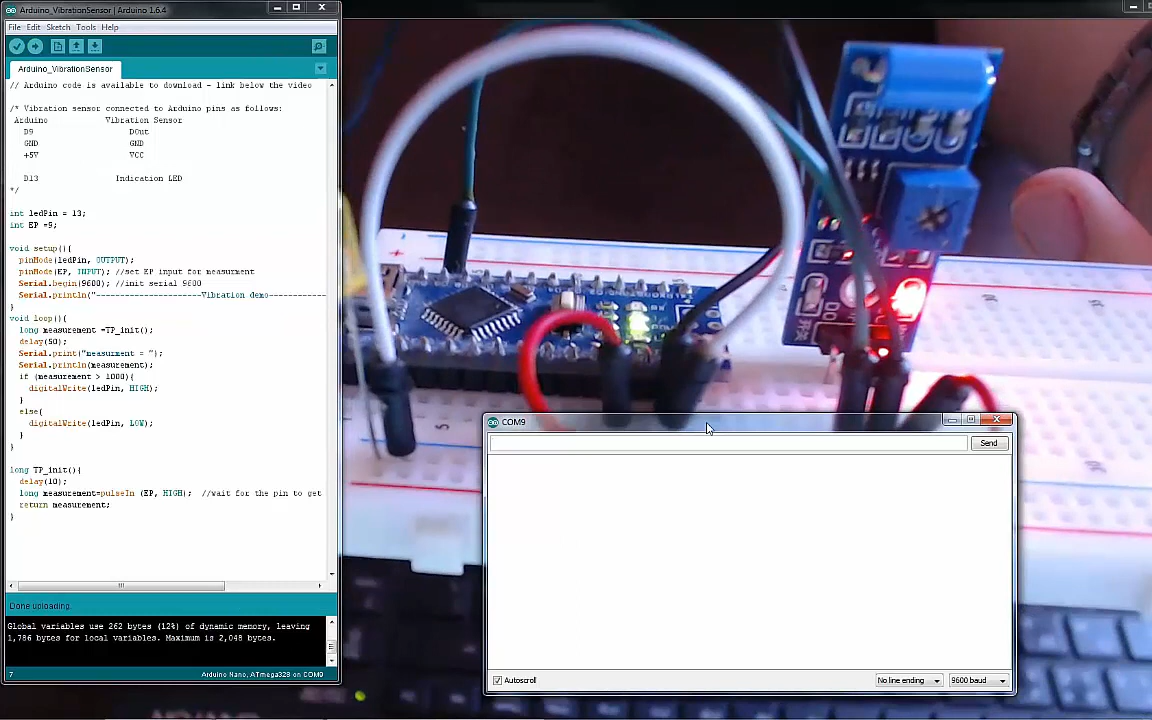 Arduino_VibrationSensor | Arduino 1.6.4
File Edit Sketch Tools Help
Arduino_VibrationSensor
// Arduino code is available to download - link below the video
/* Vibration sensor connected to Arduino pins as follows:
Arduino Vibration Sensor
D9 DOut
GND GND
+5V VCC
D13 Indication LED
*/
int ledPin = 13;
int EP =9;
void setup(){
pinMode(ledPin, OUTPUT);
pinMode(EP, INPUT); //set EP input for measurment
Serial.begin(9600); //init serial 9600
Serial.println("----------------------Vibration demo------------
}
void loop(){
long measurement =TP_init();
delay(50);
Serial.print("measurment = ");
Serial.println(measurement);
if (measurement > 1000){
digitalWrite(ledPin, HIGH);
}
else{
digitalWrite(ledPin, LOW);
}
}
long TP_init(){
delay(10);
long measurement=pulseIn (EP, HIGH); //wait for the pin to get
return measurement;
}
Done uploading.
Global variables use 262 bytes (12%) of dynamic memory, leaving
1,786 bytes for local variables. Maximum is 2,048 bytes.
7 Arduino Nano, ATmega328 on COM9
COM9
Send
Autoscroll
No line ending
9600 baud